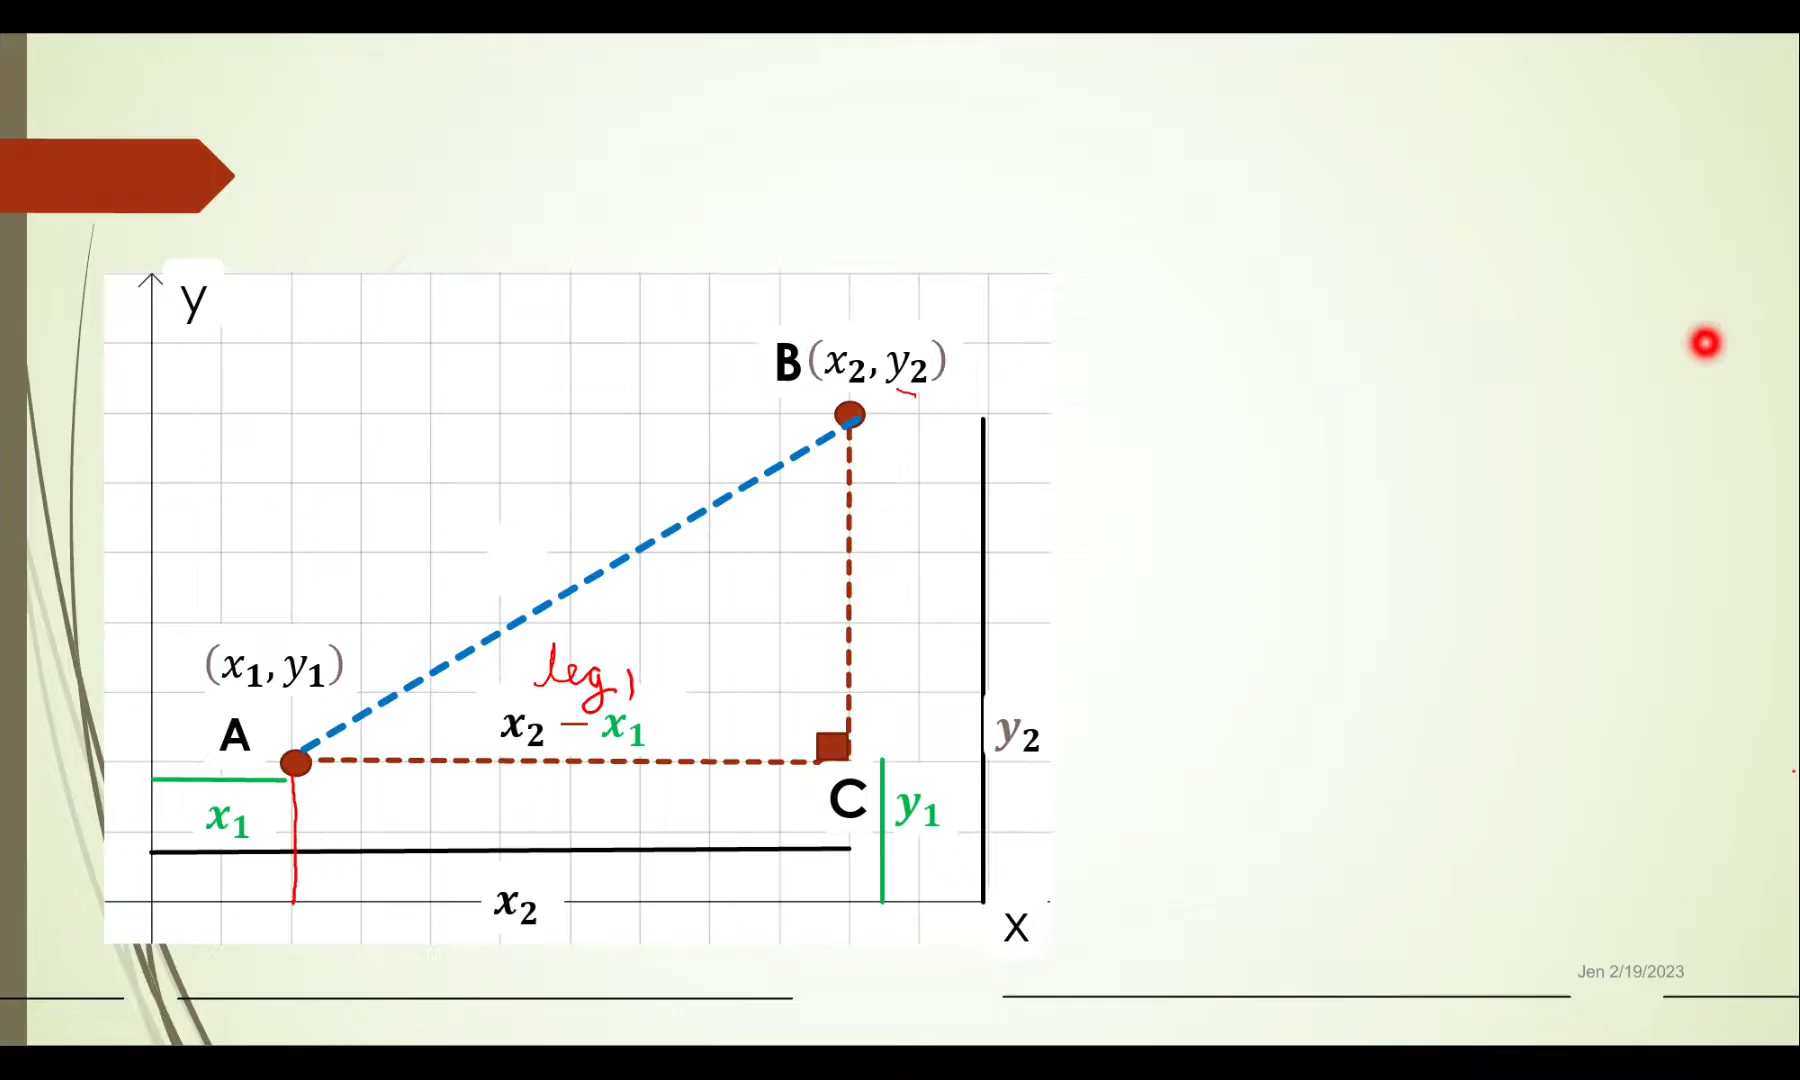 y
B(x₂, y₂)
(x₁, y₁)
leg 1
A
x₂ − x₁
y₂
C
y₁
x₁
x₂
X
Jen 2/19/2023